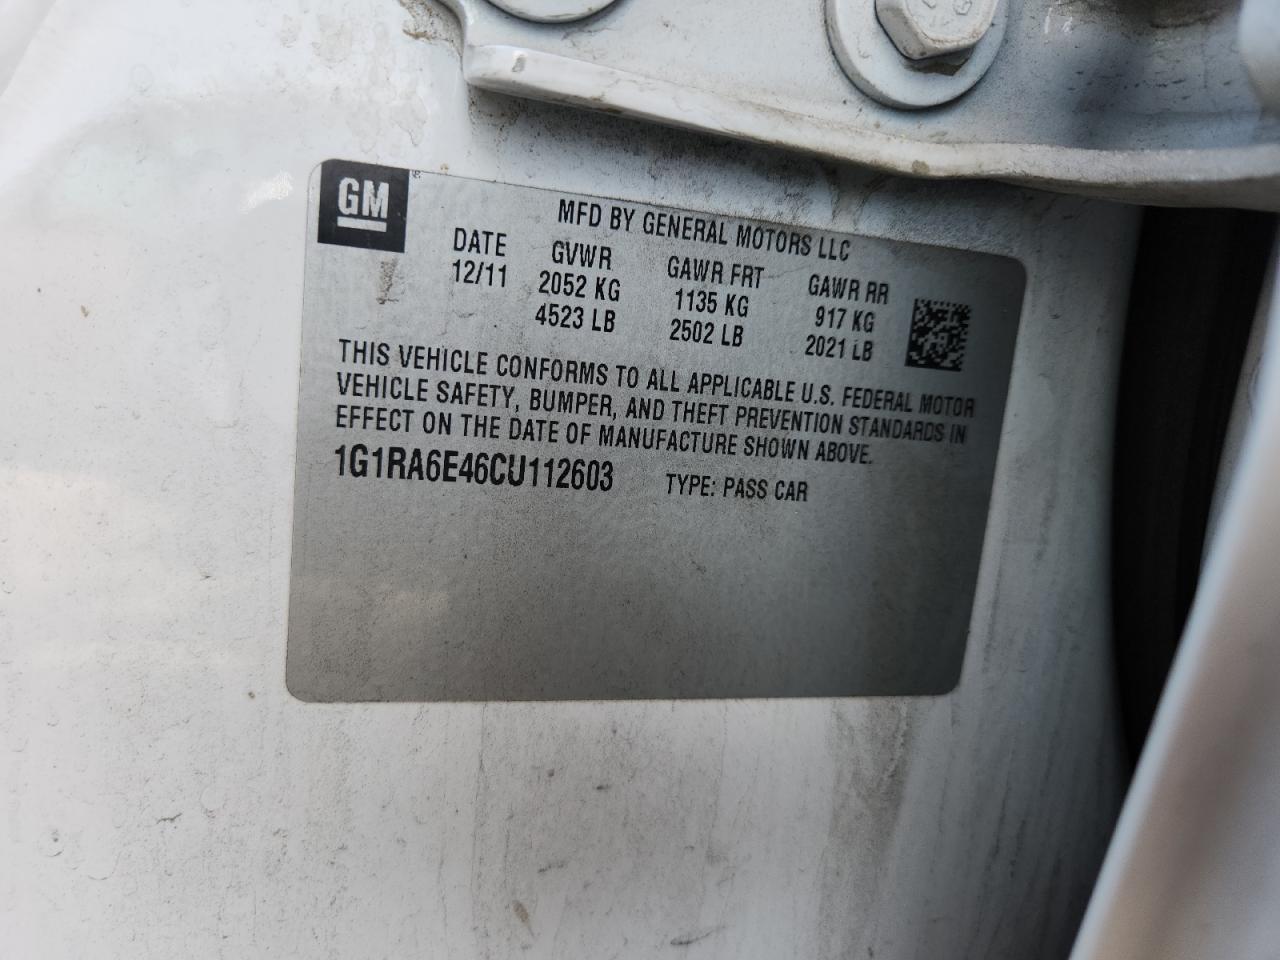 GM
MFD BY GENERAL MOTORS LLC
DATE GVWR GAWR FRT GAWR RR
12/11 2052 KG 1135 KG 917 KG
4523 LB 2502 LB 2021 LB
THIS VEHICLE CONFORMS TO ALL APPLICABLE U.S. FEDERAL MOTOR
VEHICLE SAFETY, BUMPER, AND THEFT PREVENTION STANDARDS IN
EFFECT ON THE DATE OF MANUFACTURE SHOWN ABOVE.
1G1RA6E46CU112603 TYPE: PASS CAR